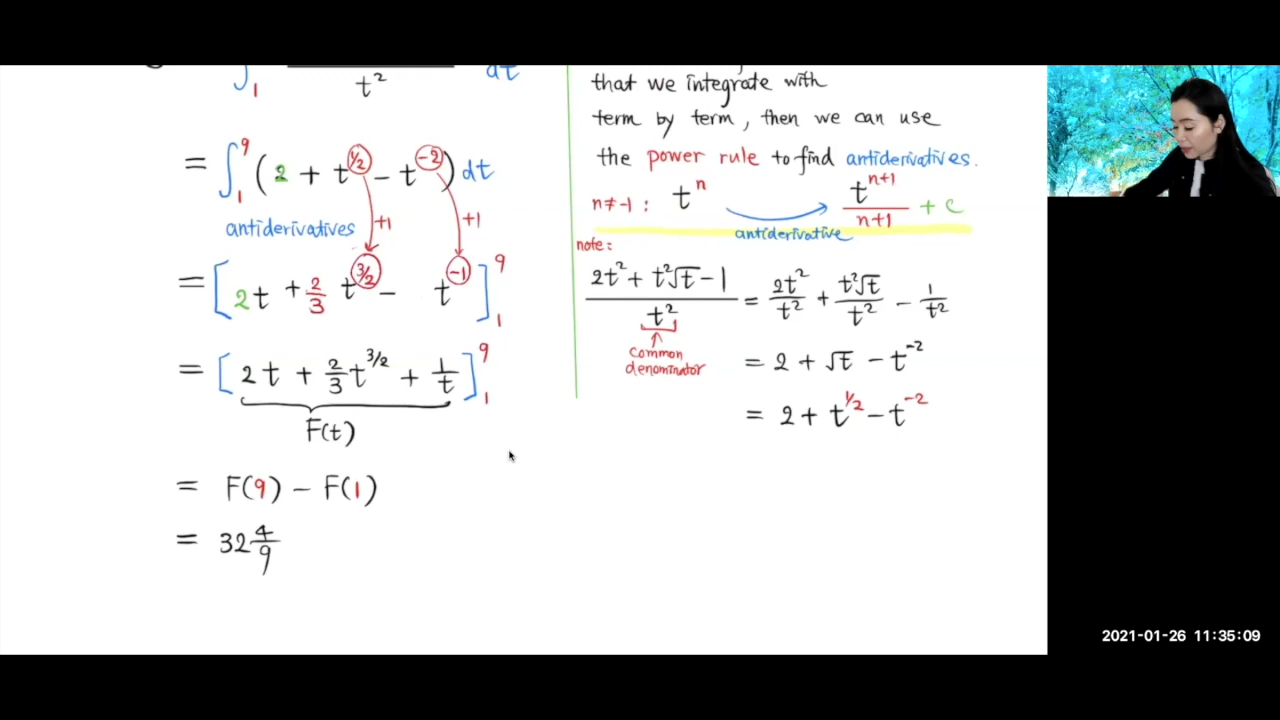 ∫₁ t² dt
= ∫₁⁹ (2 + t^(1/2) − t^(−2)) dt
antiderivatives +1 +1
= [2t + 2/3 t^(3/2) − t^(−1)]₁⁹
= [2t + 2/3 t^(3/2) + 1/t]₁⁹
F(t)
= F(9) − F(1)
= 32 4/9
that we integrate with
term by term, then we can use
the power rule to find antiderivatives.
n≠-1 : tⁿ t^(n+1)/(n+1) + c
antiderivative
note:
(2t² + t²√t − 1)/t² = 2t²/t² + t²√t/t² − 1/t²
common
denominator
= 2 + √t − t^(−2)
= 2 + t^(1/2) − t^(−2)
2021-01-26 11:35:09